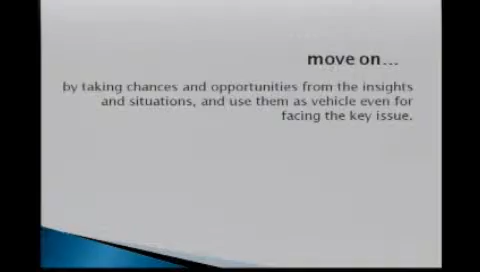 move on...
by taking chances and opportunities from the insights
and situations, and use them as vehicle even for
facing the key issue.